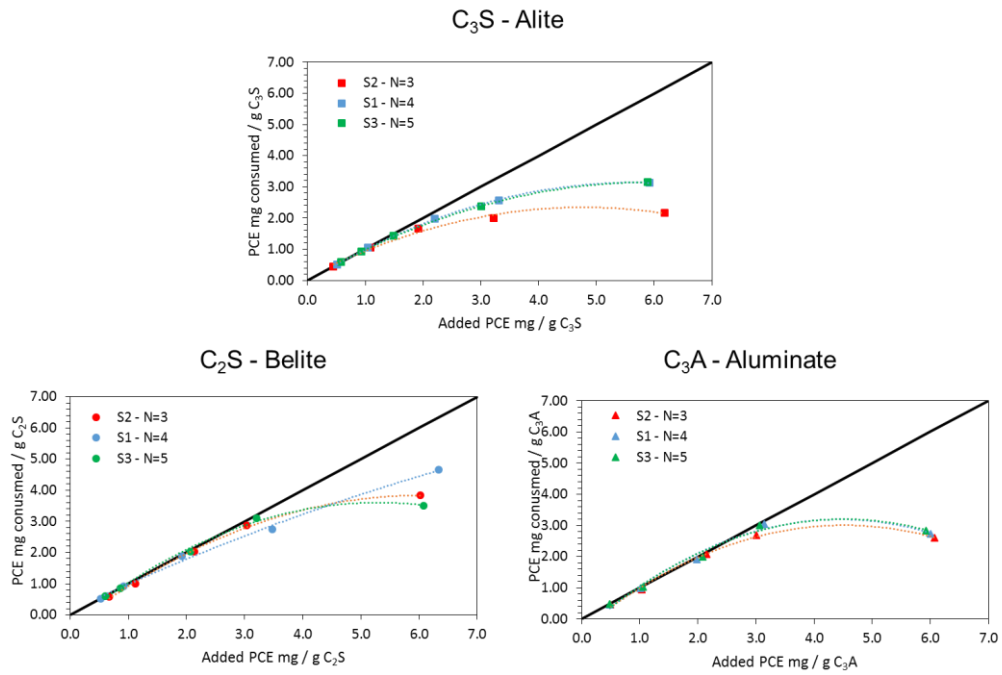 C₃S - Alite
7.00
6.00
5.00
4.00
3.00
2.00
1.00
0.00
PCE mg consumed / g C₃S
S2 - N=3
S1 - N=4
S3 - N=5
0.0 1.0 2.0 3.0 4.0 5.0 6.0 7.0
Added PCE mg / g C₃S
C₂S - Belite
7.00
6.00
5.00
4.00
3.00
2.00
1.00
0.00
PCE mg conusmed / g C₂S
S2 - N=3
S1 - N=4
S3 - N=5
0.0 1.0 2.0 3.0 4.0 5.0 6.0 7.0
Added PCE mg / g C₂S
C₃A - Aluminate
7.00
6.00
5.00
4.00
3.00
2.00
1.00
0.00
PCE mg consumed / g C₃A
S2 - N=3
S1 - N=4
S3 - N=5
0.0 1.0 2.0 3.0 4.0 5.0 6.0 7.0
Added PCE mg / g C₃A